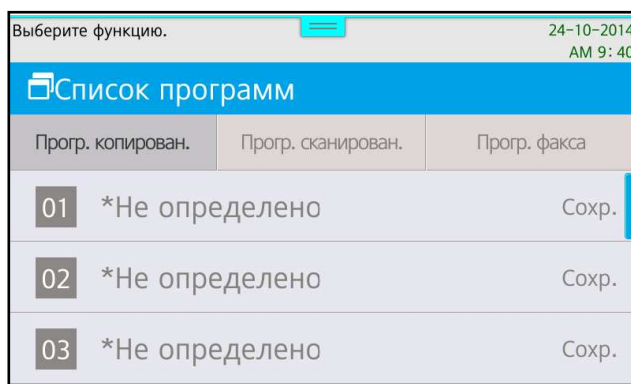 Выберите функцию.
24-10-2014
AM 9:40
Список программ
Прогр. копирован. Прогр. сканирован. Прогр. факса
01 *Не определено Сохр.
02 *Не определено Сохр.
03 *Не определено Сохр.